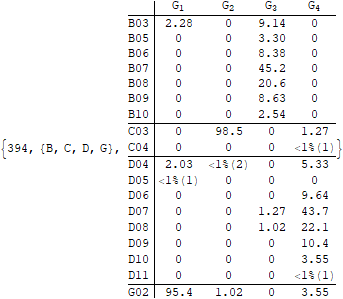 G1 G2 G3 G4
B03 2.28 0 9.14 0
B05 0 0 3.30 0
B06 0 0 8.38 0
B07 0 0 45.2 0
B08 0 0 20.6 0
B09 0 0 8.63 0
B10 0 0 2.54 0
C03 0 98.5 0 1.27
{394, {B, C, D, G}, C04 0 0 0 <1%(1) }
D04 2.03 <1%(2) 0 5.33
D05 <1%(1) 0 0 0
D06 0 0 0 9.64
D07 0 0 1.27 43.7
D08 0 0 1.02 22.1
D09 0 0 0 10.4
D10 0 0 0 3.55
D11 0 0 0 <1%(1)
G02 95.4 1.02 0 3.55